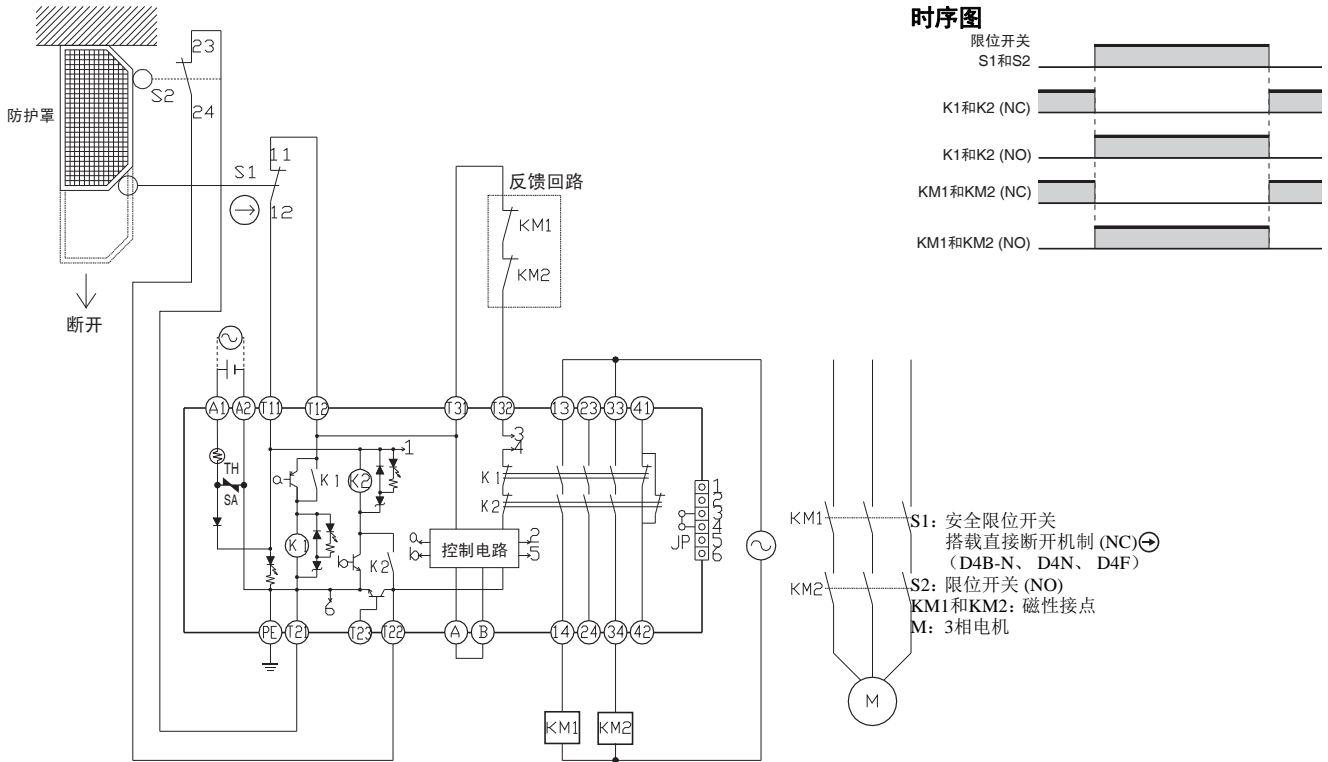 时序图
限位开关
S1和S2
K1和K2 (NC)
K1和K2 (NO)
KM1和KM2 (NC)
KM1和KM2 (NO)
防护罩
断开
S2
23
24
S1
11
12
反馈回路
KM1
KM2
A1
A2
T11
T12
T31
T32
13
23
33
41
TH
SA
a
K1
K2
1
3
4
K1
K2
K1
b
K2
a
b
控制电路
2
5
6
JP
1
2
3
4
5
6
PE
T21
T23
T22
A
B
14
24
34
42
KM1
KM2
KM1
KM2
M
S1: 安全限位开关
搭载直接断开机制 (NC)
（D4B-N、 D4N、 D4F）
S2: 限位开关 (NO)
KM1和KM2: 磁性接点
M: 3相电机